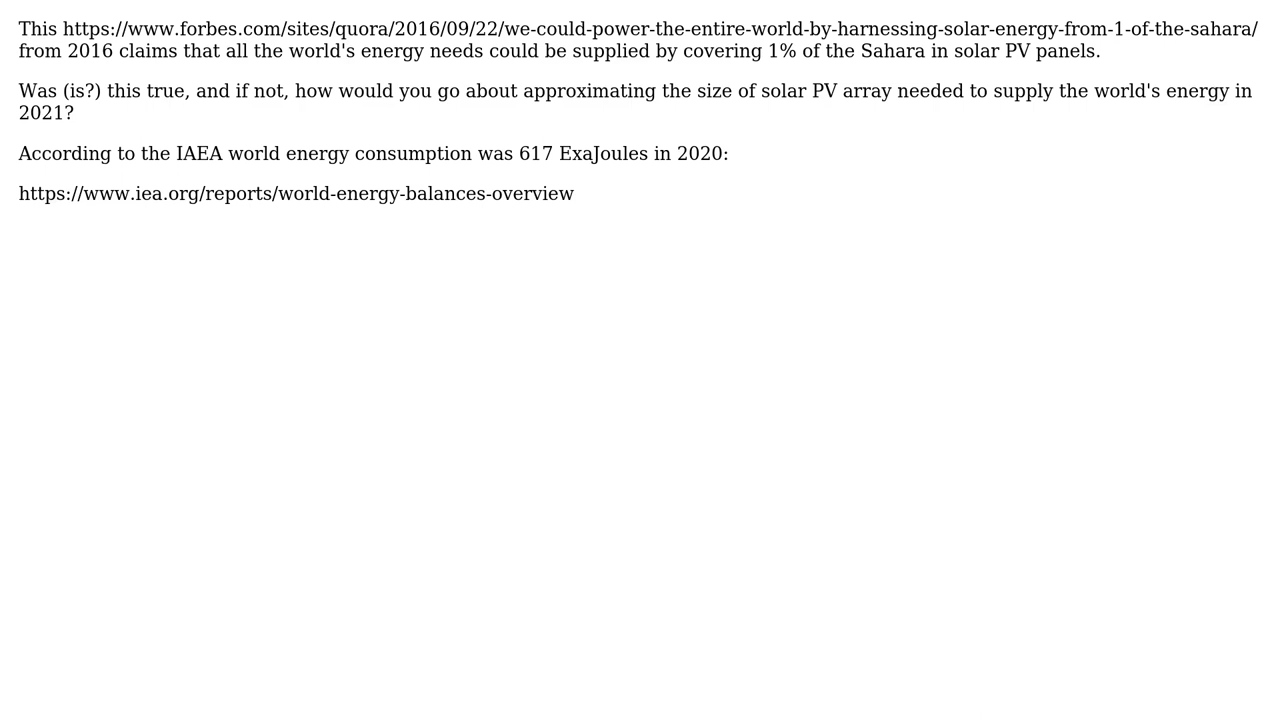 This https://www.forbes.com/sites/quora/2016/09/22/we-could-power-the-entire-world-by-harnessing-solar-energy-from-1-of-the-sahara/
from 2016 claims that all the world's energy needs could be supplied by covering 1% of the Sahara in solar PV panels.
Was (is?) this true, and if not, how would you go about approximating the size of solar PV array needed to supply the world's energy in
2021?
According to the IAEA world energy consumption was 617 ExaJoules in 2020:
https://www.iea.org/reports/world-energy-balances-overview